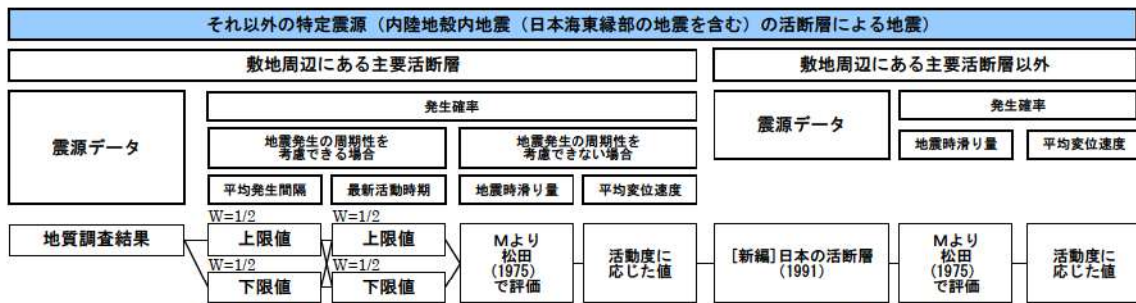 それ以外の特定震源(内陸地殻内地震(日本海東縁部の地震を含む)の活断層による地震)
敷地周辺にある主要活断層
敷地周辺にある主要活断層以外
震源データ
発生確率
地震発生の周期性を
考慮できる場合
地震発生の周期性を
考慮できない場合
平均発生間隔
最新活動時期
地震時滑り量
平均変位速度
震源データ
発生確率
地震時滑り量
平均変位速度
地質調査結果
W=1/2
上限値
W=1/2
下限値
W=1/2
上限値
W=1/2
下限値
Mより
松田
(1975)
で評価
活動度に
応じた値
[新編]日本の活断層
(1991)
Mより
松田
(1975)
で評価
活動度に
応じた値